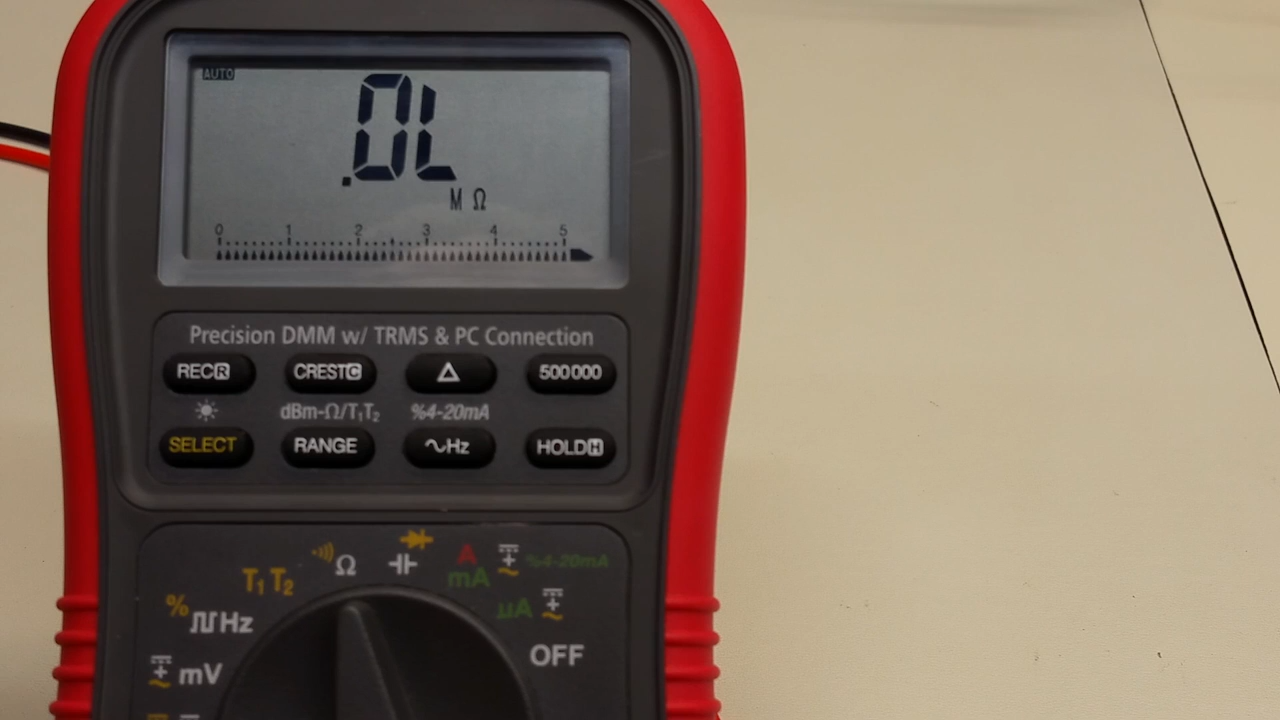 AUTO
.0L
M Ω
0 1 2 3 4 5
Precision DMM w/ TRMS & PC Connection
REC R CREST C Δ 500000
dBm-Ω/T1T2 %4-20mA
SELECT RANGE ~Hz HOLD H
Ω A %4-20mA
T1 T2 mA
% Hz µA
mV OFF